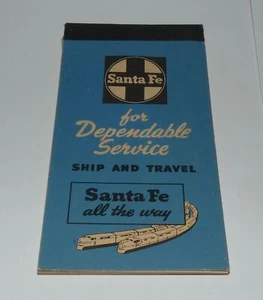 Santa Fe
for
Dependable
Service
SHIP AND TRAVEL
Santa Fe
all the way